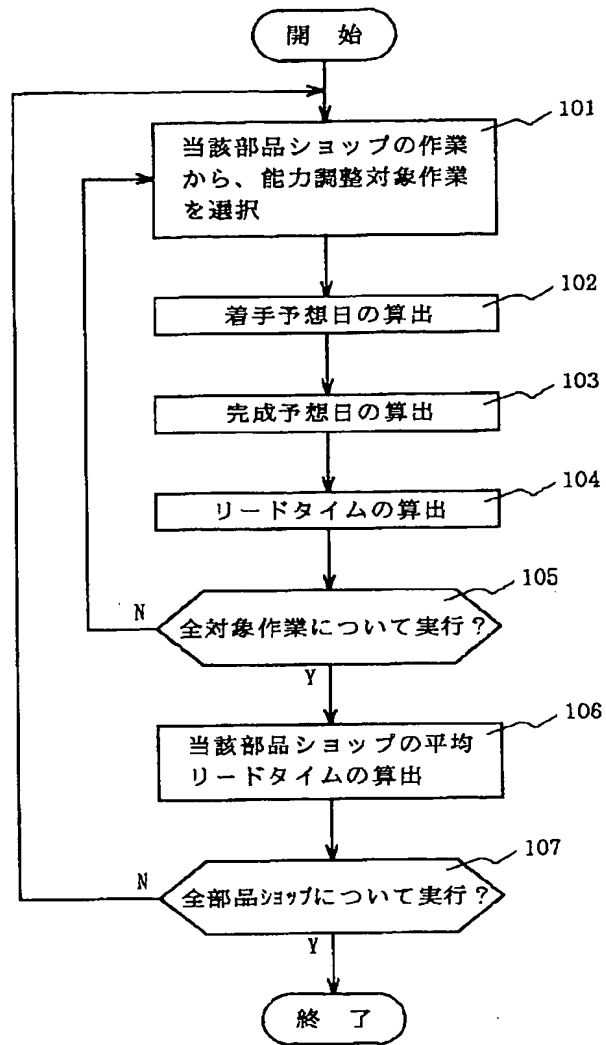 開 始
101
当該部品ショップの作業
から、能力調整対象作業
を選択
102
着手予想日の算出
103
完成予想日の算出
104
リードタイムの算出
105
N
全対象作業について実行?
Y
106
当該部品ショップの平均
リードタイムの算出
107
N
全部品ショップについて実行?
Y
終 了